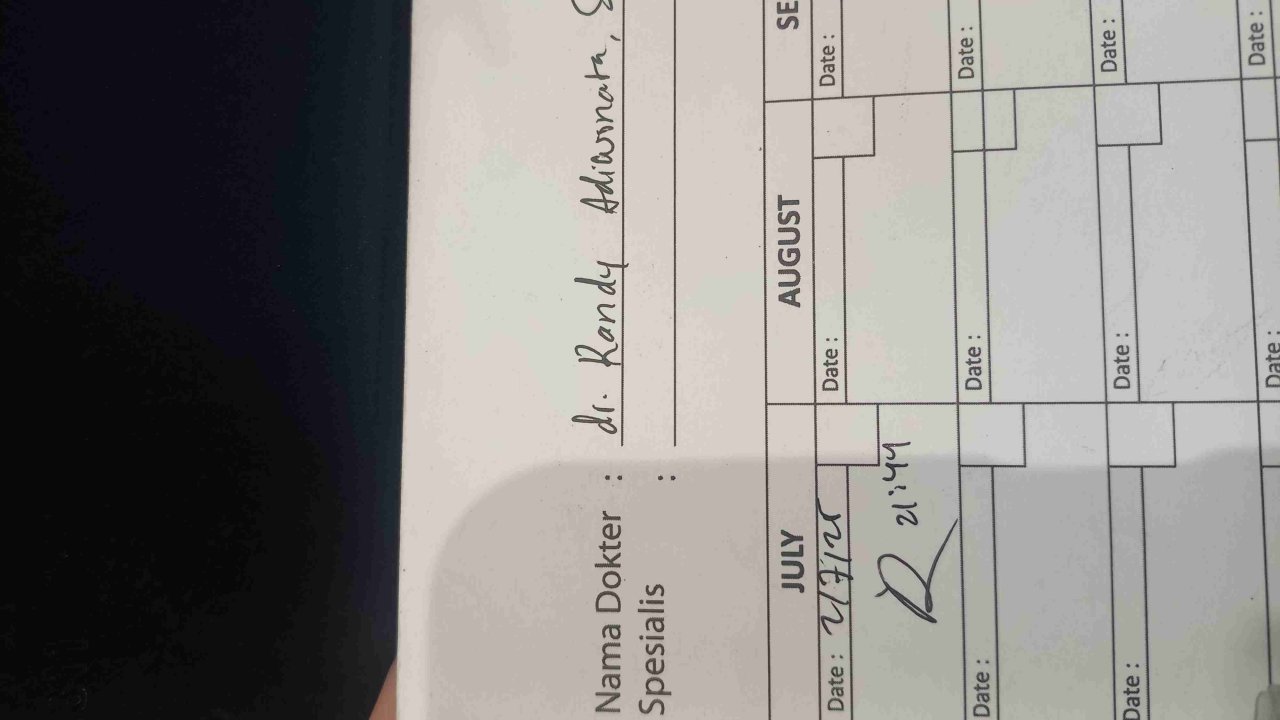 Nama Dokter : dr. Randy Adiwinata, S
Spesialis :
JULY AUGUST SE
Date : 2/7/25 Date : Date :
21:44
Date : Date : Date :
Date : Date : Date :
Date : Date :